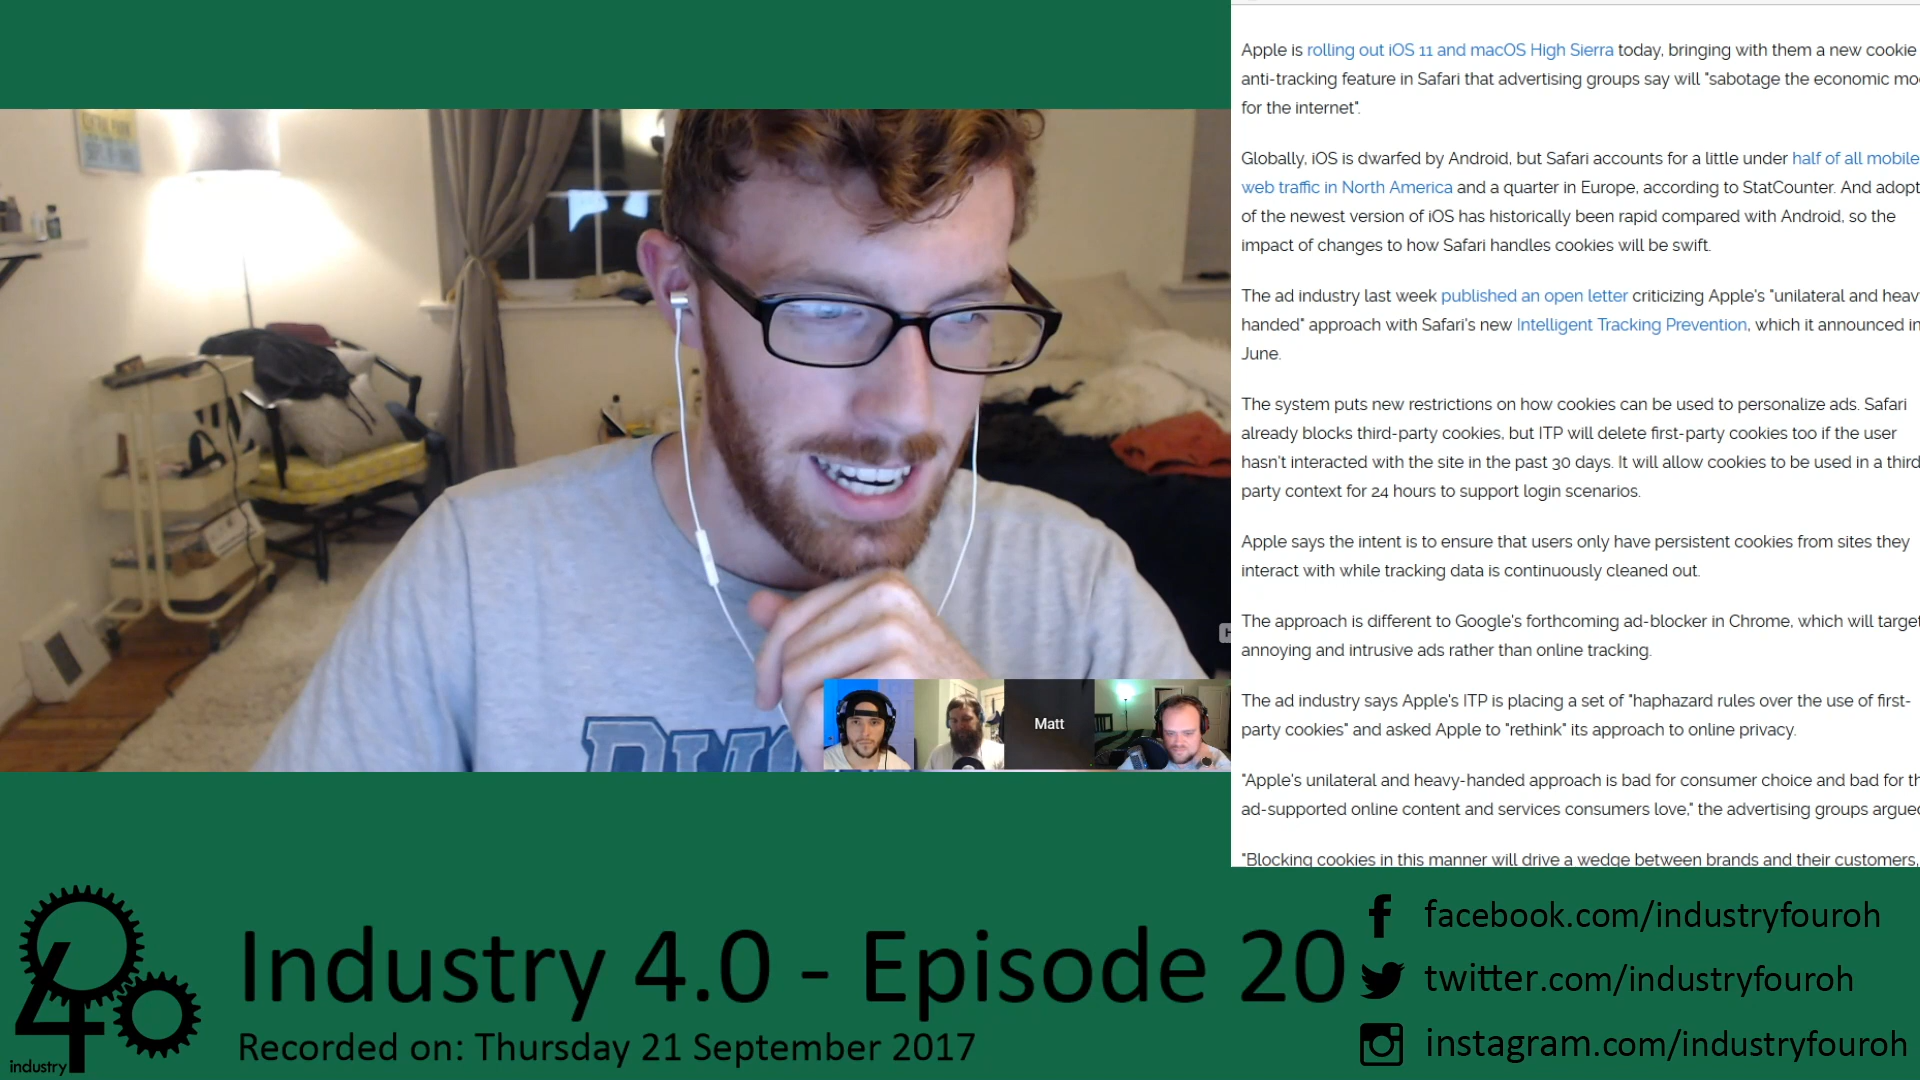 Apple is rolling out iOS 11 and macOS High Sierra today, bringing with them a new cookie
anti-tracking feature in Safari that advertising groups say will "sabotage the economic mo
for the internet".
Globally, iOS is dwarfed by Android, but Safari accounts for a little under half of all mobile
web traffic in North America and a quarter in Europe, according to StatCounter. And adopt
of the newest version of iOS has historically been rapid compared with Android, so the
impact of changes to how Safari handles cookies will be swift.
The ad industry last week published an open letter criticizing Apple's "unilateral and heav
handed" approach with Safari's new Intelligent Tracking Prevention, which it announced in
June.
The system puts new restrictions on how cookies can be used to personalize ads. Safari
already blocks third-party cookies, but ITP will delete first-party cookies too if the user
hasn't interacted with the site in the past 30 days. It will allow cookies to be used in a third
party context for 24 hours to support login scenarios.
Apple says the intent is to ensure that users only have persistent cookies from sites they
interact with while tracking data is continuously cleaned out.
The approach is different to Google's forthcoming ad-blocker in Chrome, which will target
annoying and intrusive ads rather than online tracking.
The ad industry says Apple's ITP is placing a set of "haphazard rules over the use of first-
party cookies" and asked Apple to "rethink" its approach to online privacy.
"Apple's unilateral and heavy-handed approach is bad for consumer choice and bad for th
ad-supported online content and services consumers love," the advertising groups argued
"Blocking cookies in this manner will drive a wedge between brands and their customers,
Matt
40
industry
Industry 4.0 - Episode 20
Recorded on: Thursday 21 September 2017
facebook.com/industryfouroh
twitter.com/industryfouroh
instagram.com/industryfouroh